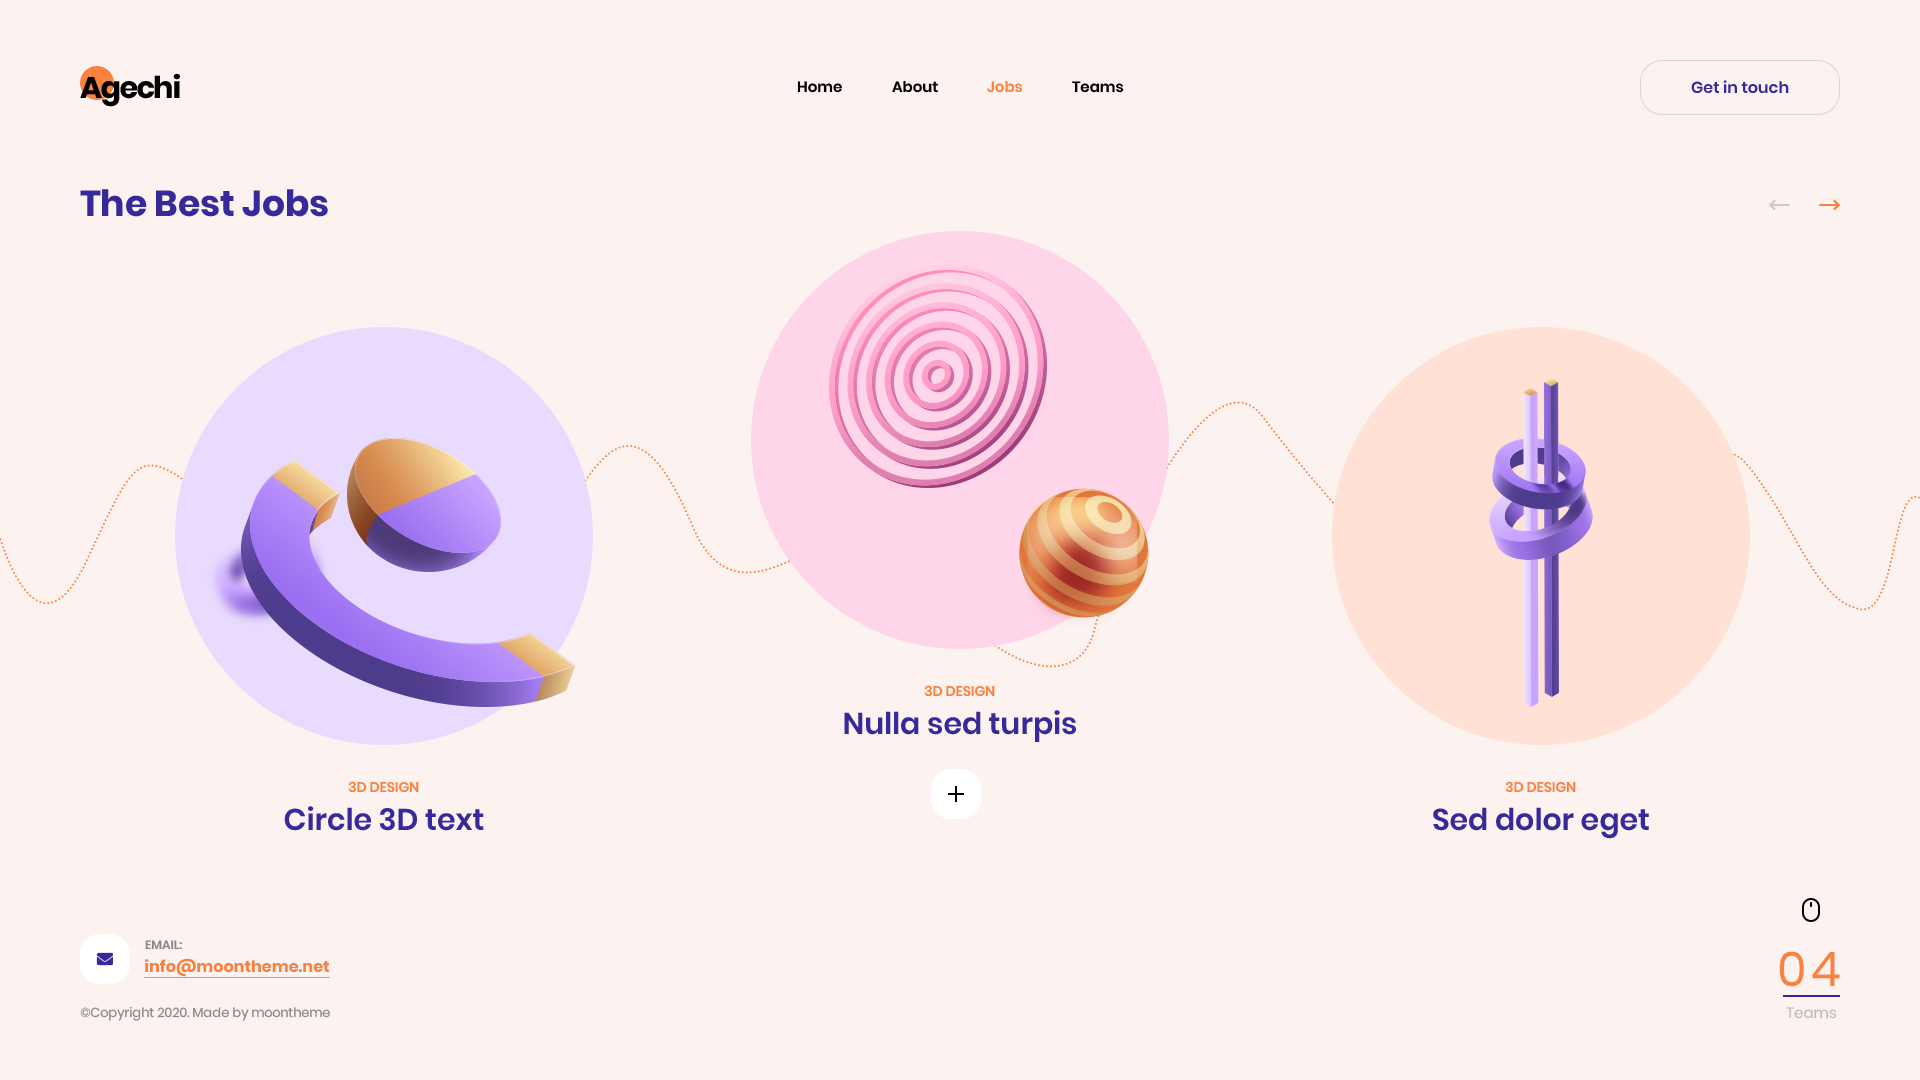 Agechi
Home
About
Jobs
Teams
Get in touch
The Best Jobs
3D DESIGN
Circle 3D text
3D DESIGN
Nulla sed turpis
3D DESIGN
Sed dolor eget
EMAIL:
info@moontheme.net
©Copyright 2020. Made by moontheme
04
Teams